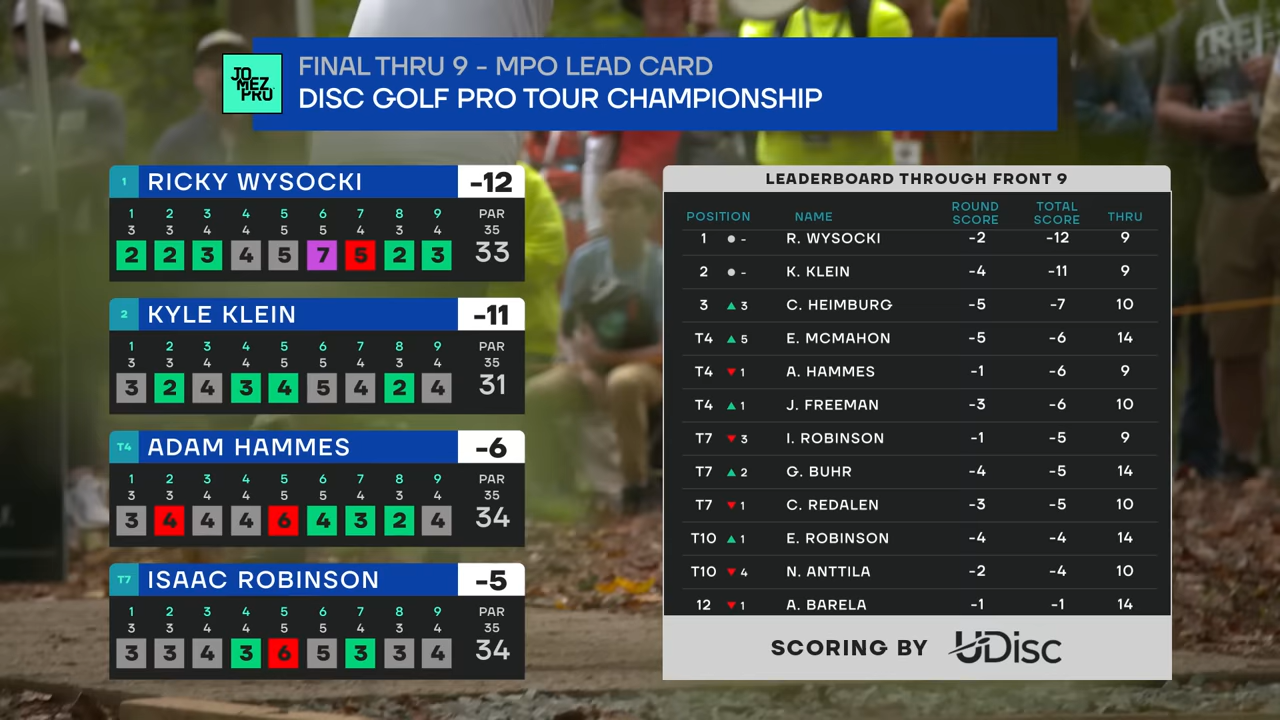 JO
MEZ
PRO
FINAL THRU 9 - MPO LEAD CARD
DISC GOLF PRO TOUR CHAMPIONSHIP
1 RICKY WYSOCKI -12
1 2 3 4 5 6 7 8 9 PAR
3 3 4 4 5 5 4 3 4 35
2 2 3 4 5 7 5 2 3 33
2 KYLE KLEIN -11
1 2 3 4 5 6 7 8 9 PAR
3 3 4 4 5 5 4 3 4 35
3 2 4 3 4 5 4 2 4 31
T4 ADAM HAMMES -6
1 2 3 4 5 6 7 8 9 PAR
3 3 4 4 5 5 4 3 4 35
3 4 4 4 6 4 3 2 4 34
T7 ISAAC ROBINSON -5
1 2 3 4 5 6 7 8 9 PAR
3 3 4 4 5 5 4 3 4 35
3 3 4 3 6 5 3 3 4 34
LEADERBOARD THROUGH FRONT 9
POSITION NAME ROUND SCORE TOTAL SCORE THRU
1 - R. WYSOCKI -2 -12 9
2 - K. KLEIN -4 -11 9
3 3 C. HEIMBURG -5 -7 10
T4 5 E. MCMAHON -5 -6 14
T4 1 A. HAMMES -1 -6 9
T4 1 J. FREEMAN -3 -6 10
T7 3 I. ROBINSON -1 -5 9
T7 2 G. BUHR -4 -5 14
T7 1 C. REDALEN -3 -5 10
T10 1 E. ROBINSON -4 -4 14
T10 4 N. ANTTILA -2 -4 10
12 1 A. BARELA -1 -1 14
SCORING BY UDisc